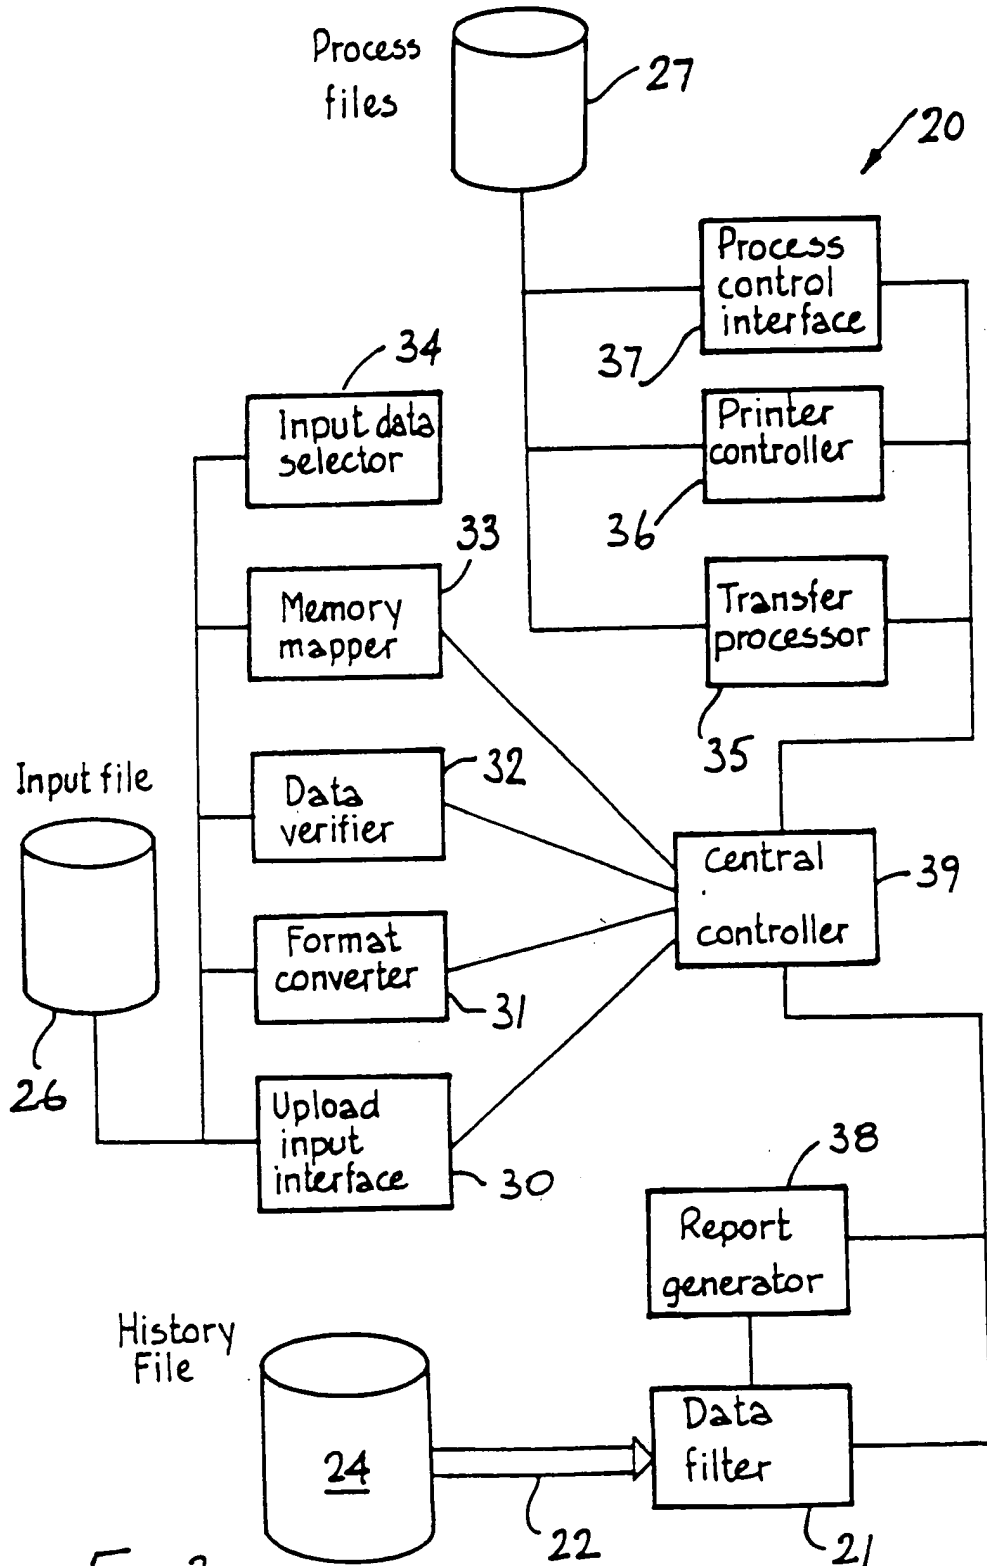 Process
files
27
20
Process
control
interface
37
34
Input data
selector
Printer
controller
36
33
Memory
mapper
Transfer
processor
35
Input file
32
Data
verifier
Central
controller
39
Format
converter
31
26
Upload
input
interface
30
38
Report
generator
History
File
24
Data
filter
22
21